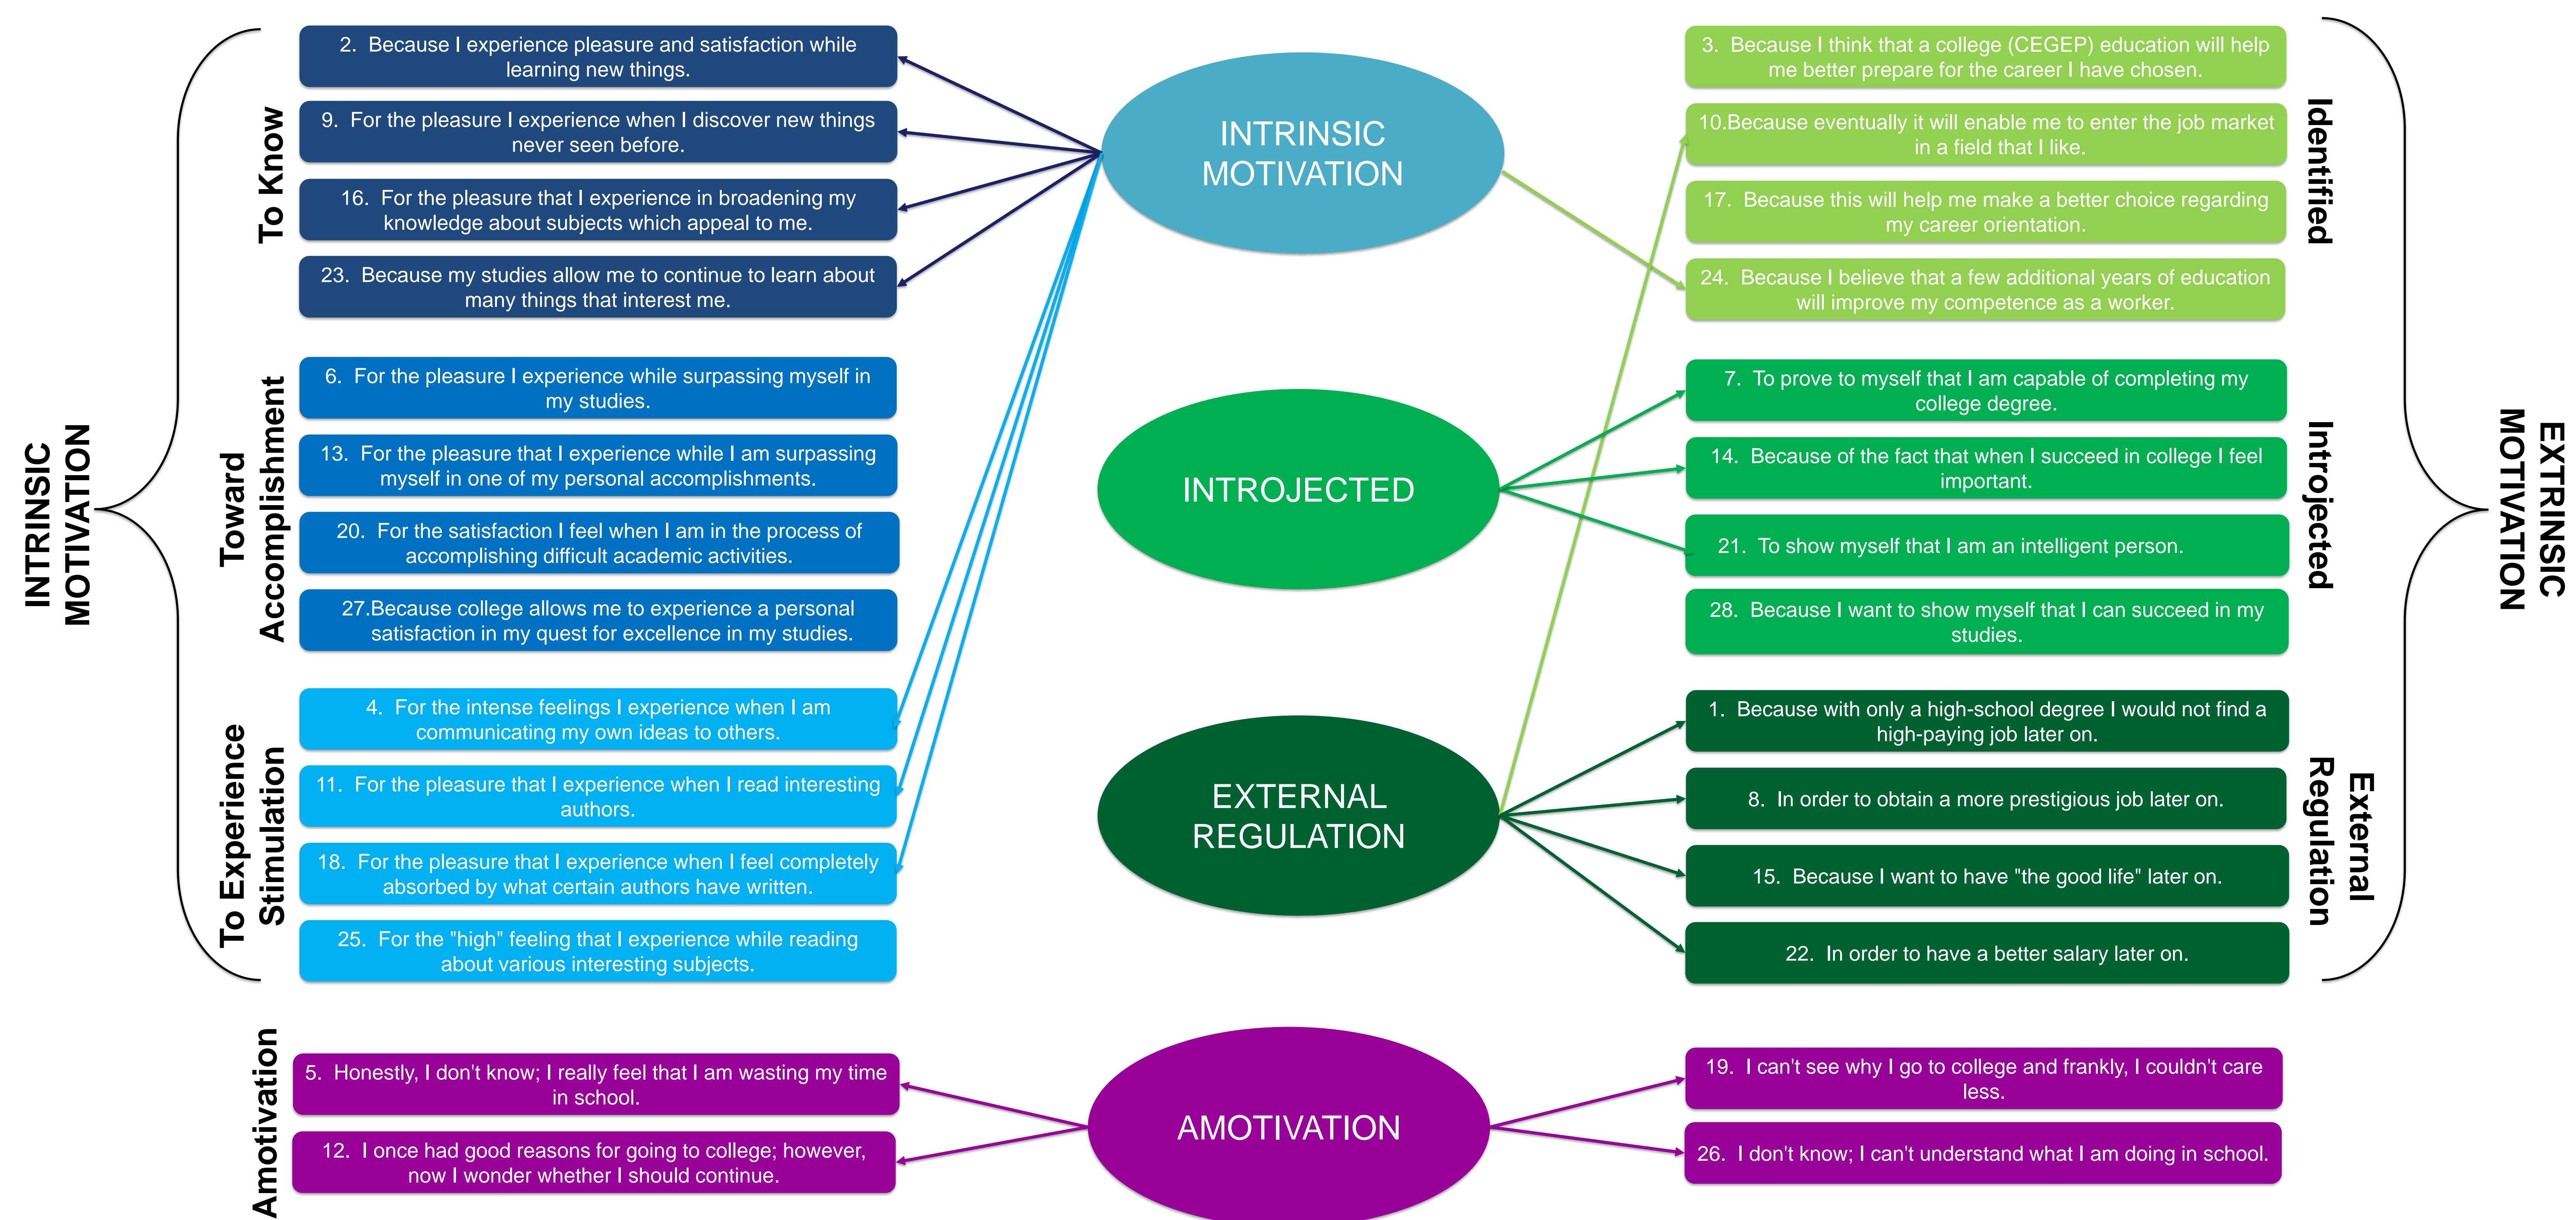 INTRINSIC
MOTIVATION
To Know
2.  Because I experience pleasure and satisfaction while
learning new things.
9.  For the pleasure I experience when I discover new things
never seen before.
16.  For the pleasure that I experience in broadening my
knowledge about subjects which appeal to me.
23.  Because my studies allow me to continue to learn about
many things that interest me.
Toward
Accomplishment
6.  For the pleasure I experience while surpassing myself in
my studies.
13.  For the pleasure that I experience while I am surpassing
myself in one of my personal accomplishments.
20.  For the satisfaction I feel when I am in the process of
accomplishing difficult academic activities.
27.Because college allows me to experience a personal
satisfaction in my quest for excellence in my studies.
To Experience
Stimulation
4.  For the intense feelings I experience when I am
communicating my own ideas to others.
11.  For the pleasure that I experience when I read interesting
authors.
18.  For the pleasure that I experience when I feel completely
absorbed by what certain authors have written.
25.  For the "high" feeling that I experience while reading
about various interesting subjects.
Amotivation
5.  Honestly, I don't know; I really feel that I am wasting my time
in school.
12.  I once had good reasons for going to college; however,
now I wonder whether I should continue.
INTRINSIC
MOTIVATION
INTROJECTED
EXTERNAL
REGULATION
AMOTIVATION
3.  Because I think that a college (CEGEP) education will help
me better prepare for the career I have chosen.
10.Because eventually it will enable me to enter the job market
in a field that I like.
17.  Because this will help me make a better choice regarding
my career orientation.
24.  Because I believe that a few additional years of education
will improve my competence as a worker.
Identified
7.  To prove to myself that I am capable of completing my
college degree.
14.  Because of the fact that when I succeed in college I feel
important.
21.  To show myself that I am an intelligent person.
28.  Because I want to show myself that I can succeed in my
studies.
Introjected
1.  Because with only a high-school degree I would not find a
high-paying job later on.
8.  In order to obtain a more prestigious job later on.
15.  Because I want to have "the good life" later on.
22.  In order to have a better salary later on.
External
Regulation
19.  I can't see why I go to college and frankly, I couldn't care
less.
26.  I don't know; I can't understand what I am doing in school.
EXTRINSIC
MOTIVATION